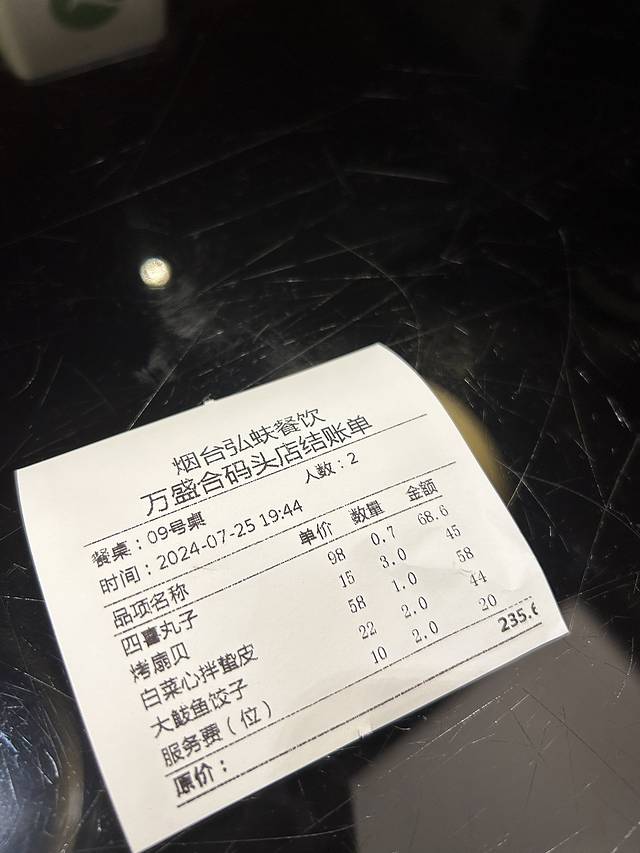 烟台弘蚨餐饮
万盛合码头店结账单
餐桌：09号桌 人数：2
时间：2024-07-25 19:44
品项名称 单价 数量 金额
四喜丸子 98 0.7 68.6
烤扇贝 15 3.0 45
白菜心拌蛰皮 58 1.0 58
大鲅鱼饺子 22 2.0 44
服务费（位） 10 2.0 20
原价： 235.6